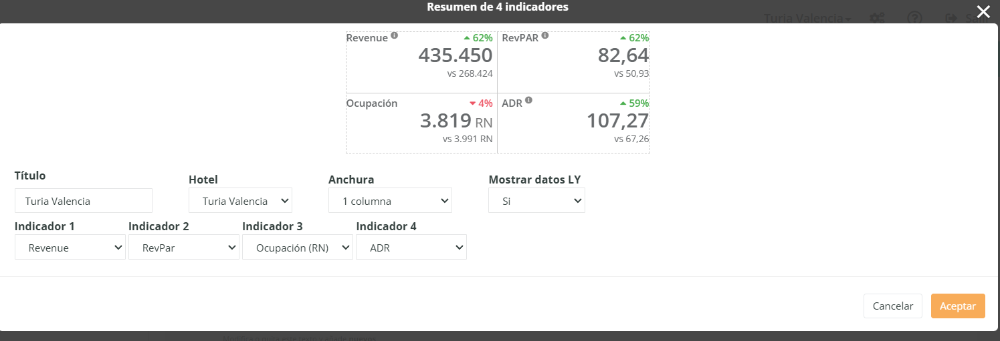 Resumen de 4 indicadores
Turia Valencia
Revenue 62% RevPAR 62%
435.450 82,64
vs 268.424 vs 50,93
Ocupación 4% ADR 59%
3.819 RN 107,27
vs 3.991 RN vs 67,26
Título Hotel Anchura Mostrar datos LY
Turia Valencia Turia Valencia 1 columna Si
Indicador 1 Indicador 2 Indicador 3 Indicador 4
Revenue RevPar Ocupación (RN) ADR
Cancelar Aceptar